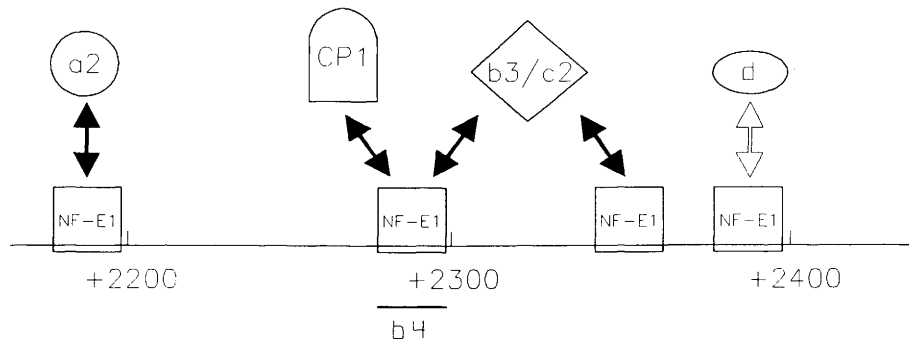 a2
CP1
b3/c2
d
NF-E1 NF-E1 NF-E1 NF-E1
+2200 +2300 +2400
b4